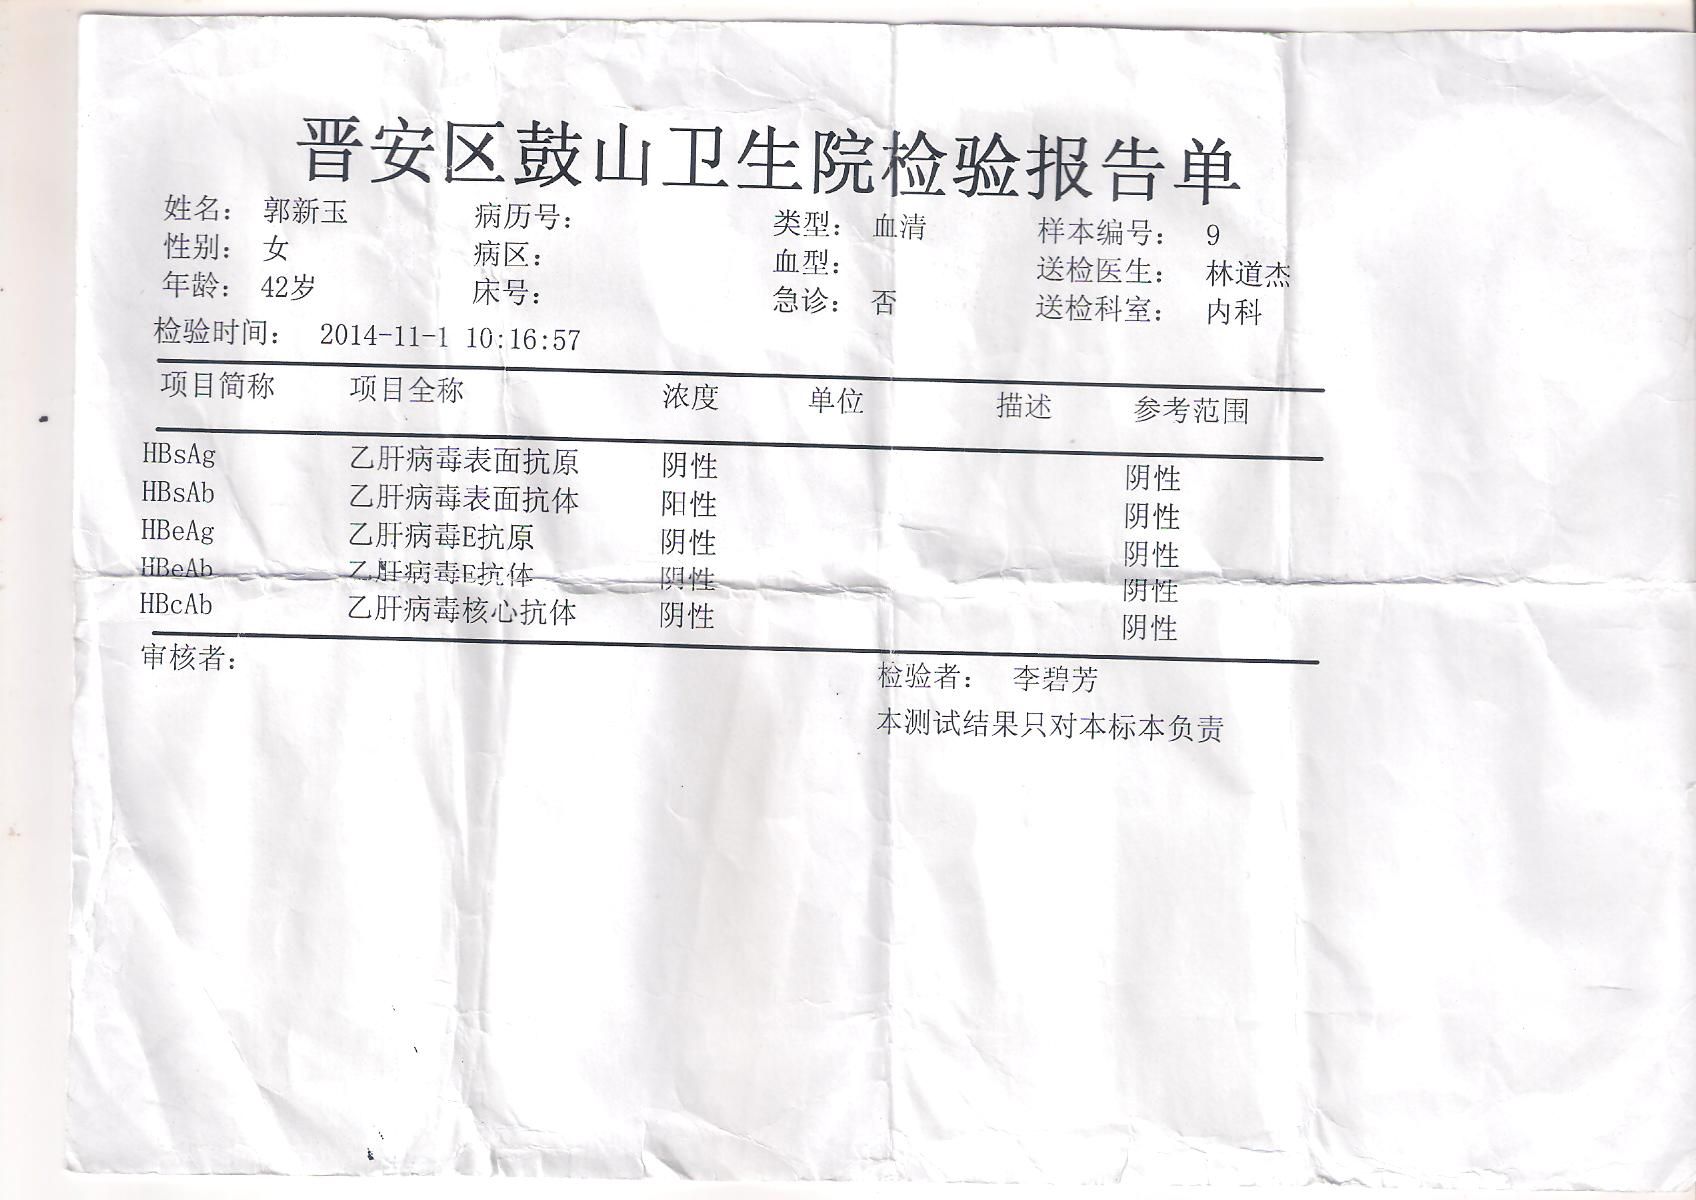 晋安区鼓山卫生院检验报告单
姓名： 郭新玉 病历号： 类型： 血清 样本编号： 9
性别： 女 病区： 血型： 送检医生： 林道杰
年龄： 42岁 床号： 急诊： 否 送检科室： 内科
检验时间： 2014-11-1 10:16:57
项目简称 项目全称 浓度 单位 描述 参考范围
HBsAg 乙肝病毒表面抗原 阴性 阴性
HBsAb 乙肝病毒表面抗体 阳性 阴性
HBeAg 乙肝病毒E抗原 阴性 阴性
HBeAb 乙肝病毒E抗体 阴性 阴性
HBcAb 乙肝病毒核心抗体 阴性 阴性
审核者： 检验者： 李碧芳
本测试结果只对本标本负责